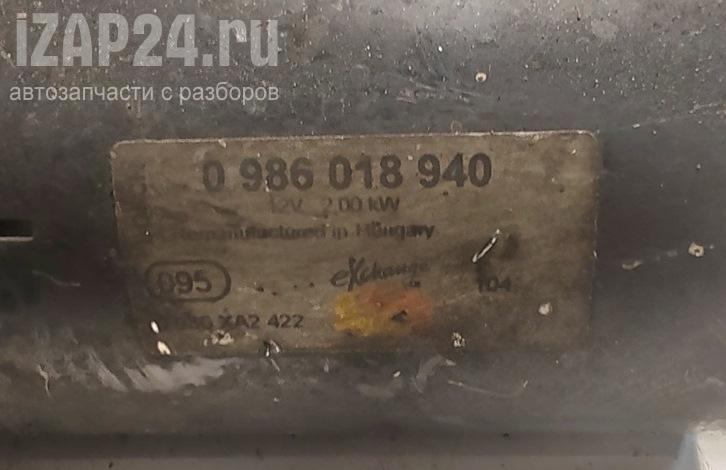 iZAP24.ru
автозапчасти с разборов
0 986 018 940
12V 2,00 kW
Remanufactured in Hungary
095 eXchange 104
XA2 422